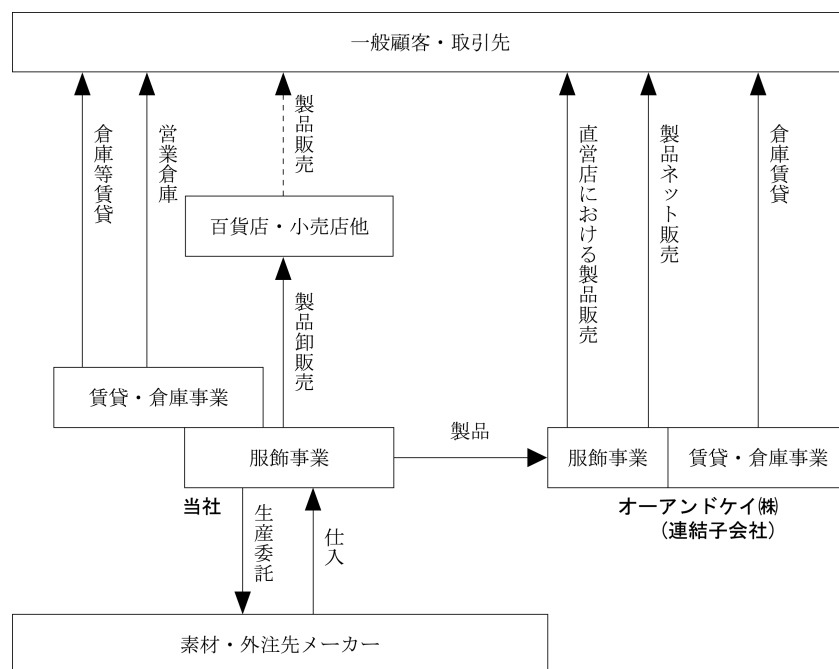 一般顧客・取引先
倉庫等賃貸
営業倉庫
製品販売
直営店における製品販売
製品ネット販売
倉庫賃貸
百貨店・小売店他
製品卸販売
賃貸・倉庫事業
服飾事業
製品
服飾事業
賃貸・倉庫事業
当社
オーアンドケイ㈱
（連結子会社）
生産委託
仕入
素材・外注先メーカー